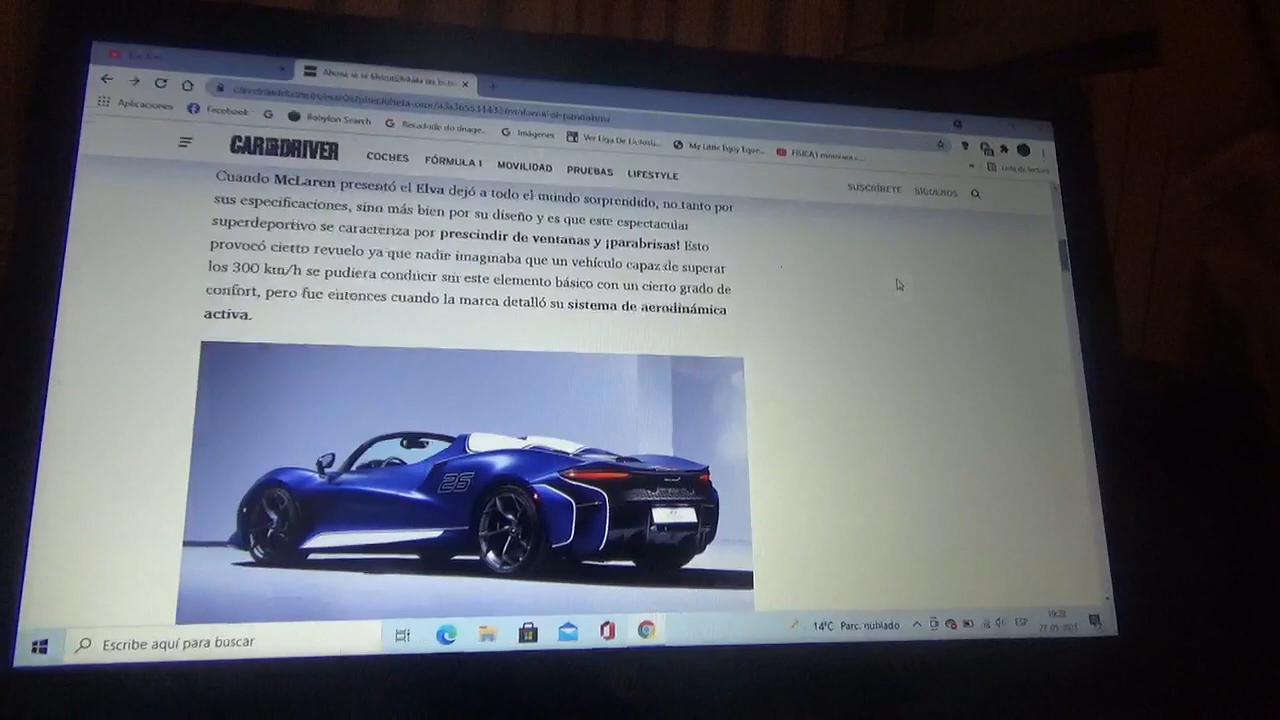 Aplicaciones Facebook Babylon Search Imágenes
CAR DRIVER COCHES FÓRMULA 1 MOVILIDAD PRUEBAS LIFESTYLE SUSCRÍBETE SÍGUENOS
Cuando McLaren presentó el Elva dejó a todo el mundo sorprendido, no tanto por
sus especificaciones, sino más bien por su diseño y es que este espectacular
superdeportivo se caracteriza por prescindir de ventanas y ¡parabrisas! Esto
provocó cierto revuelo ya que nadie imaginaba que un vehículo capaz de superar
los 300 km/h se pudiera conducir sin este elemento básico con un cierto grado de
confort, pero fue entonces cuando la marca detalló su sistema de aerodinámica
activa.
26
Escribe aquí para buscar
14°C Parc. nublado ESP